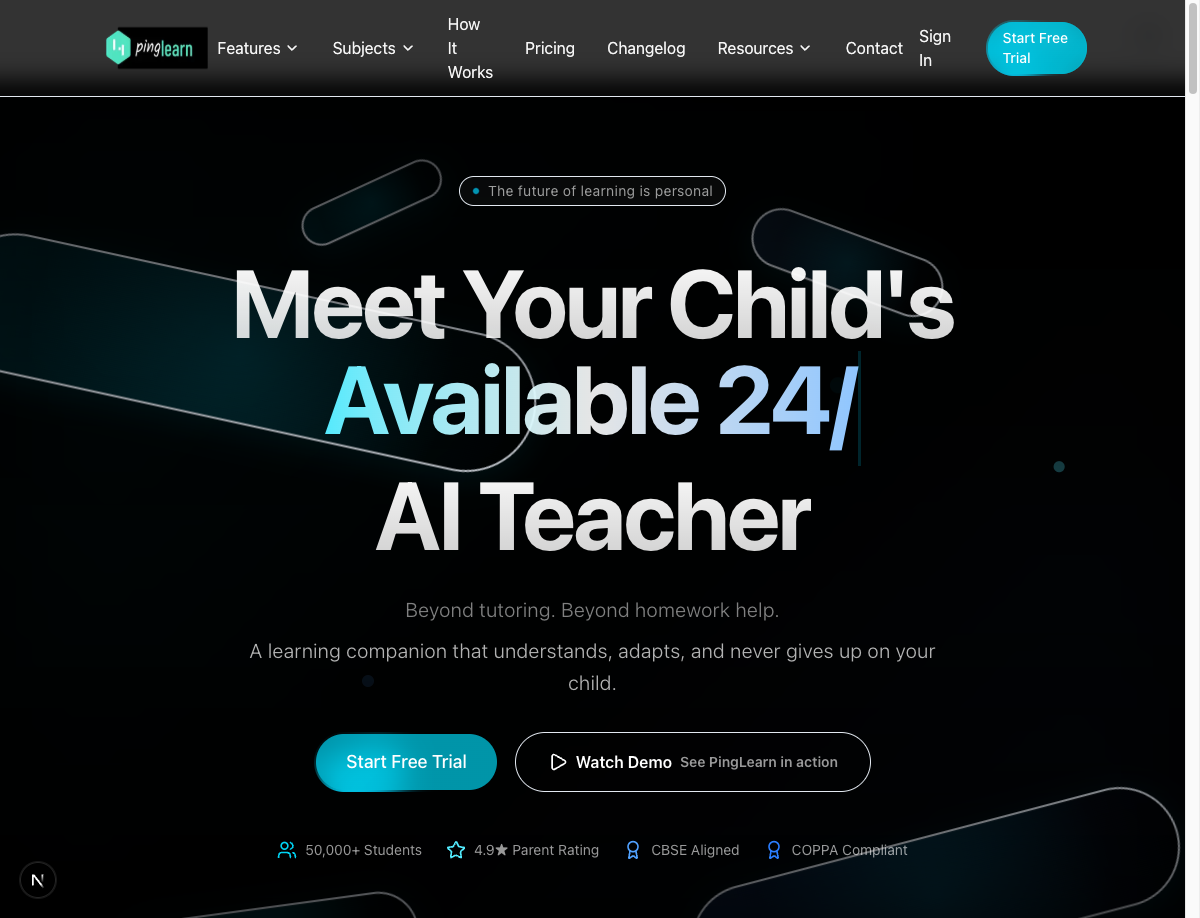 pinglearn
Features
Subjects
How
It
Works
Pricing
Changelog
Resources
Contact
Sign
In
Start Free
Trial
The future of learning is personal
Meet Your Child's
Available 24/
AI Teacher
Beyond tutoring. Beyond homework help.
A learning companion that understands, adapts, and never gives up on your
child.
Start Free Trial
Watch Demo See PingLearn in action
50,000+ Students
4.9★ Parent Rating
CBSE Aligned
COPPA Compliant
N